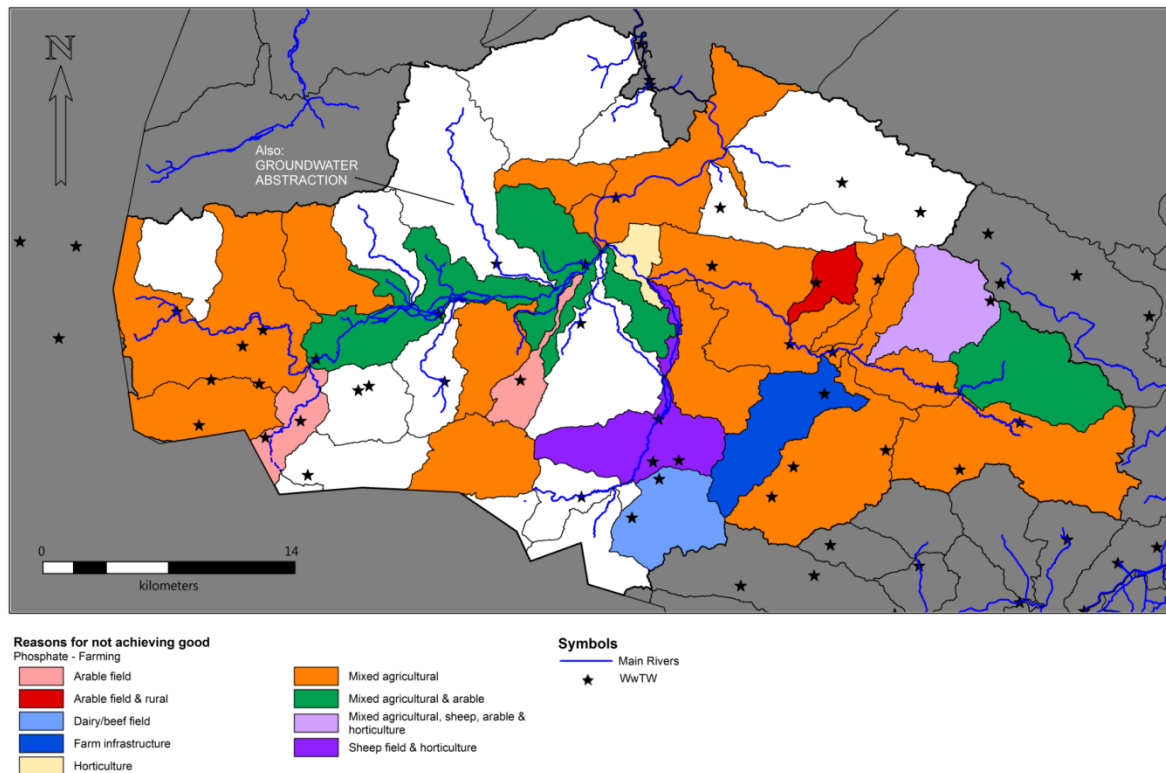 N
Also:
GROUNDWATER
ABSTRACTION
0 14
kilometers
Reasons for not achieving good
Phosphate - Farming
Arable field
Arable field & rural
Dairy/beef field
Farm infrastructure
Horticulture
Mixed agricultural
Mixed agricultural & arable
Mixed agricultural, sheep, arable &
horticulture
Sheep field & horticulture
Symbols
Main Rivers
WwTW